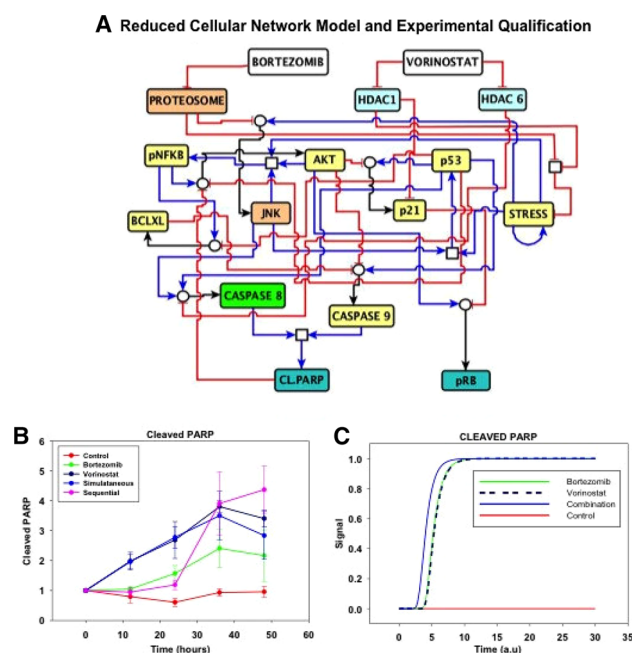 A Reduced Cellular Network Model and Experimental Qualification
BORTEZOMIB
VORINOSTAT
PROTEOSOME
HDAC1
HDAC 6
pNFKB
AKT
p53
BCLXL
JNK
p21
STRESS
CASPASE 8
CASPASE 9
CL.PARP
pRB
B
Cleaved PARP
Cleaved PARP
6
5
4
3
2
1
0
Control
Bortezomib
Vorinostat
Simulataneous
Sequential
0 10 20 30 40 50 60
Time (hours)
C
CLEAVED PARP
Signal
1.0
0.8
0.6
0.4
0.2
0.0
Bortezomib
Vorinostat
Combination
Control
0 5 10 15 20 25 30 35
Time (a.u)